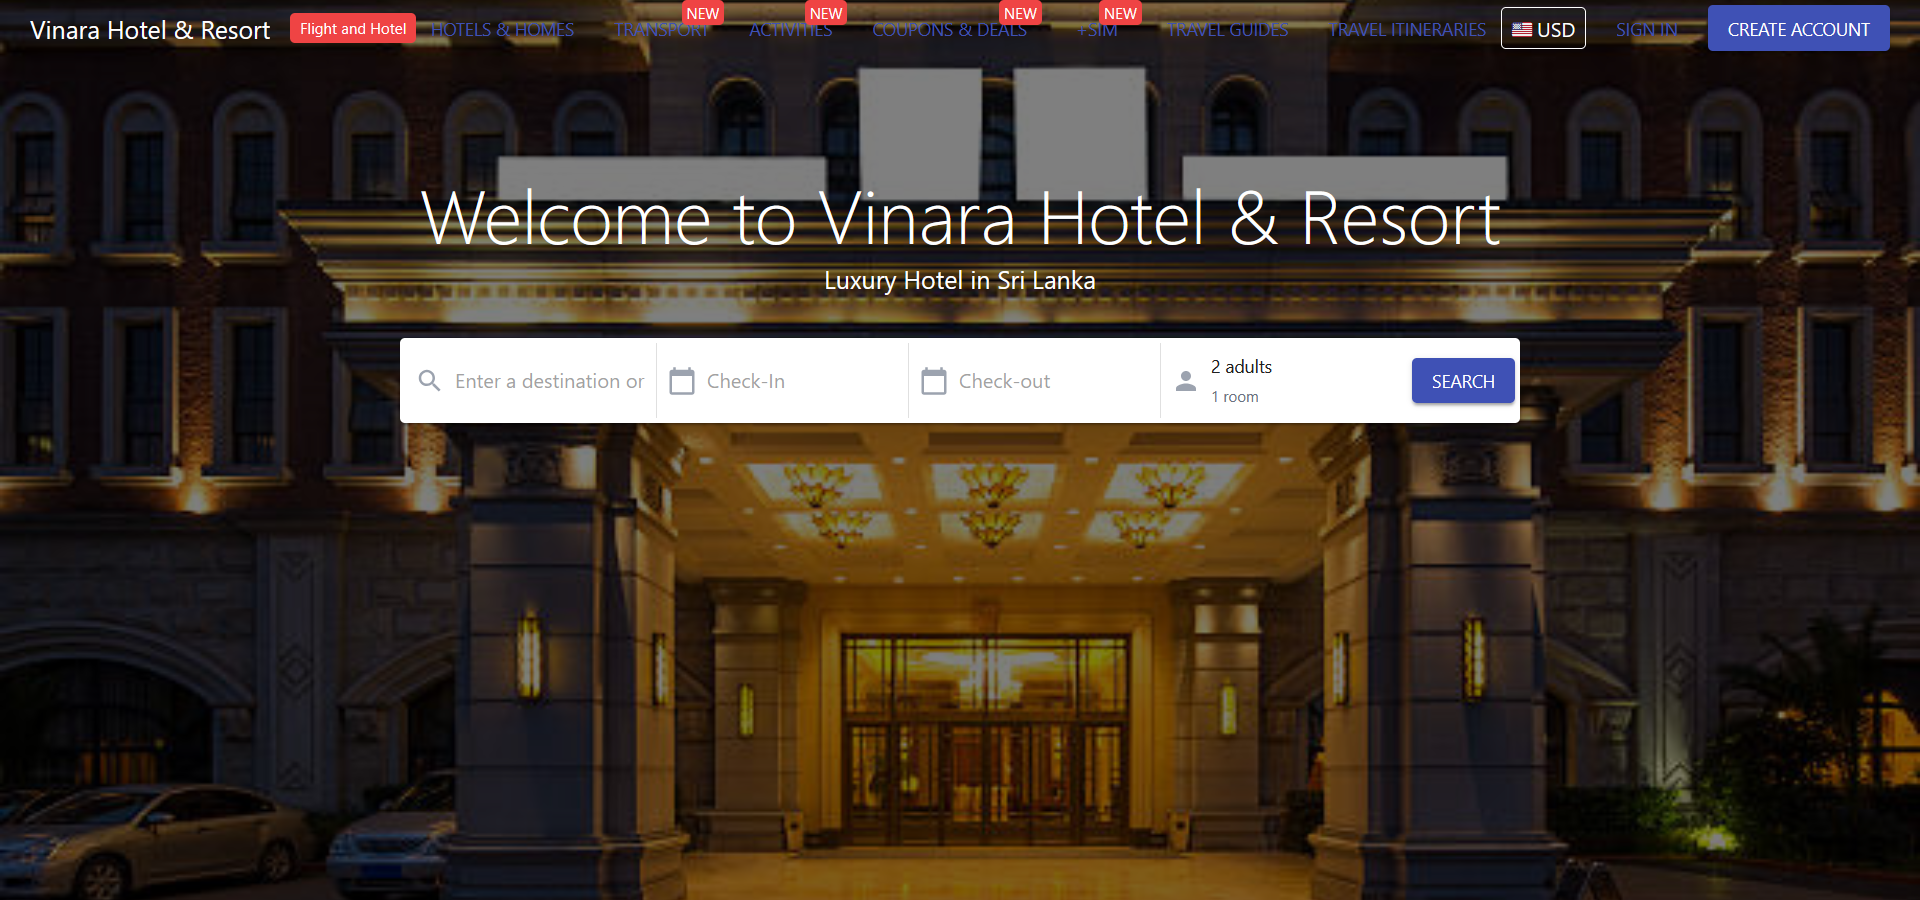 Vinara Hotel & Resort
Flight and Hotel
HOTELS & HOMES
TRANSPORT
NEW
ACTIVITIES
NEW
COUPONS & DEALS
NEW
+SIM
NEW
TRAVEL GUIDES
TRAVEL ITINERARIES
USD
SIGN IN
CREATE ACCOUNT
Welcome to Vinara Hotel & Resort
Luxury Hotel in Sri Lanka
Enter a destination or
Check-In
Check-out
2 adults
1 room
SEARCH